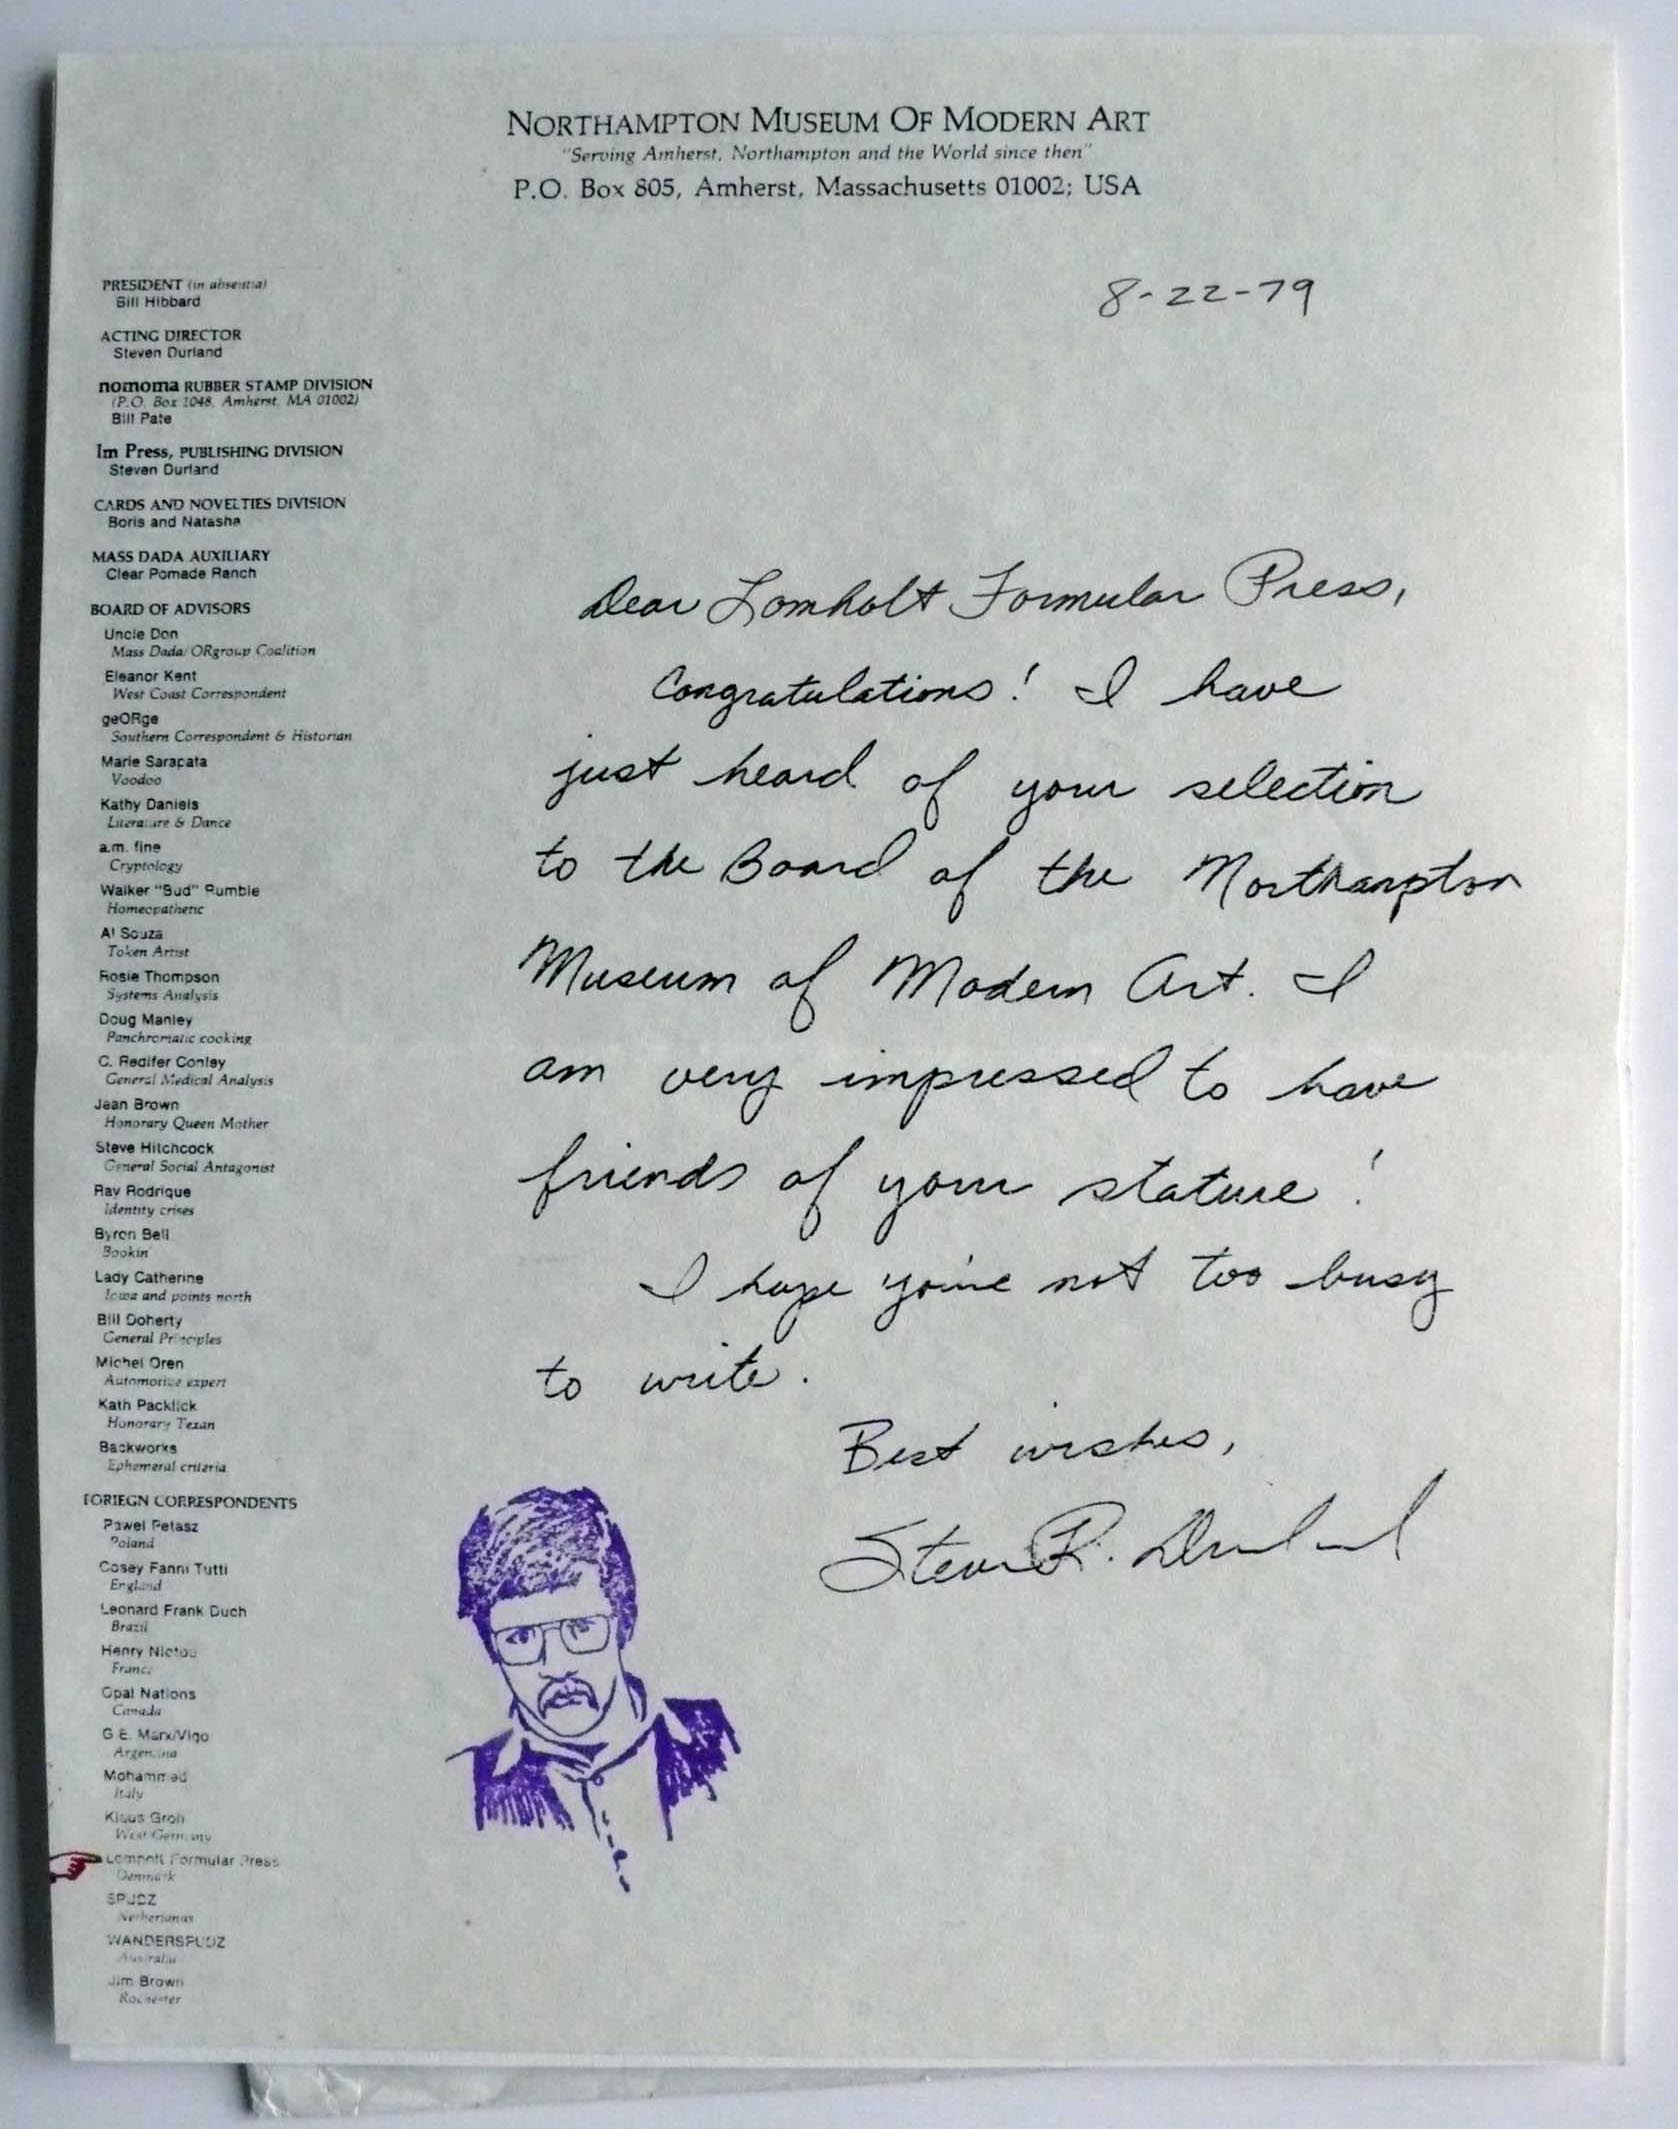 NORTHAMPTON MUSEUM OF MODERN ART
"Serving Amherst, Northampton and the World since then"
P.O. Box 805, Amherst, Massachusetts 01002; USA
8-22-79
PRESIDENT (in absentia)
Bill Hibbard
ACTING DIRECTOR
Steven Durland
nomoma RUBBER STAMP DIVISION
(P.O. Box 1048, Amherst, MA 01002)
Bill Pate
Im Press, PUBLISHING DIVISION
Steven Durland
CARDS AND NOVELTIES DIVISION
Boris and Natasha
MASS DADA AUXILIARY
Clear Pomade Ranch
BOARD OF ADVISORS
Uncle Don
Mass Dada/ORgroup Coalition
Eleanor Kent
West Coast Correspondent
geORge
Southern Correspondent & Historian
Marie Sarapata
Voodoo
Kathy Daniels
Literature & Dance
a.m. fine
Cryptology
Walker "Bud" Rumble
Homeopathetic
Al Souza
Token Artist
Rosie Thompson
Systems Analysis
Doug Manley
Panchromatic cooking
C. Redifer Conley
General Medical Analysis
Jean Brown
Honorary Queen Mother
Steve Hitchcock
General Social Antagonist
Ray Rodrique
Identity crises
Byron Bell
Bookin'
Lady Catherine
Iowa and points north
Bill Doherty
General Principles
Michel Oren
Automotive expert
Kath Packlick
Honorary Texan
Backworks
Ephemeral criteria
FORIEGN CORRESPONDENTS
Pawel Petasz
Poland
Cosey Fanni Tutti
England
Leonard Frank Duch
Brazil
Henry
France
Opal Nations
Canada
G.E. Marx/Vigo
Argentina
Mohammed
Italy
Klaus Groh
West Germany
Lomholt Formular Press
Denmark
SPUDZ
Netherlands
WANDERSPUDZ
Australia
Jim Brown
Rochester
Dear Lomholt Formular Press,
Congratulations! I have
just heard of your selection
to the Board of the Northampton
Museum of Modern Art. I
am very impressed to have
friends of your stature!
I hope you're not too busy
to write.
Best wishes,
Steven R. Durland